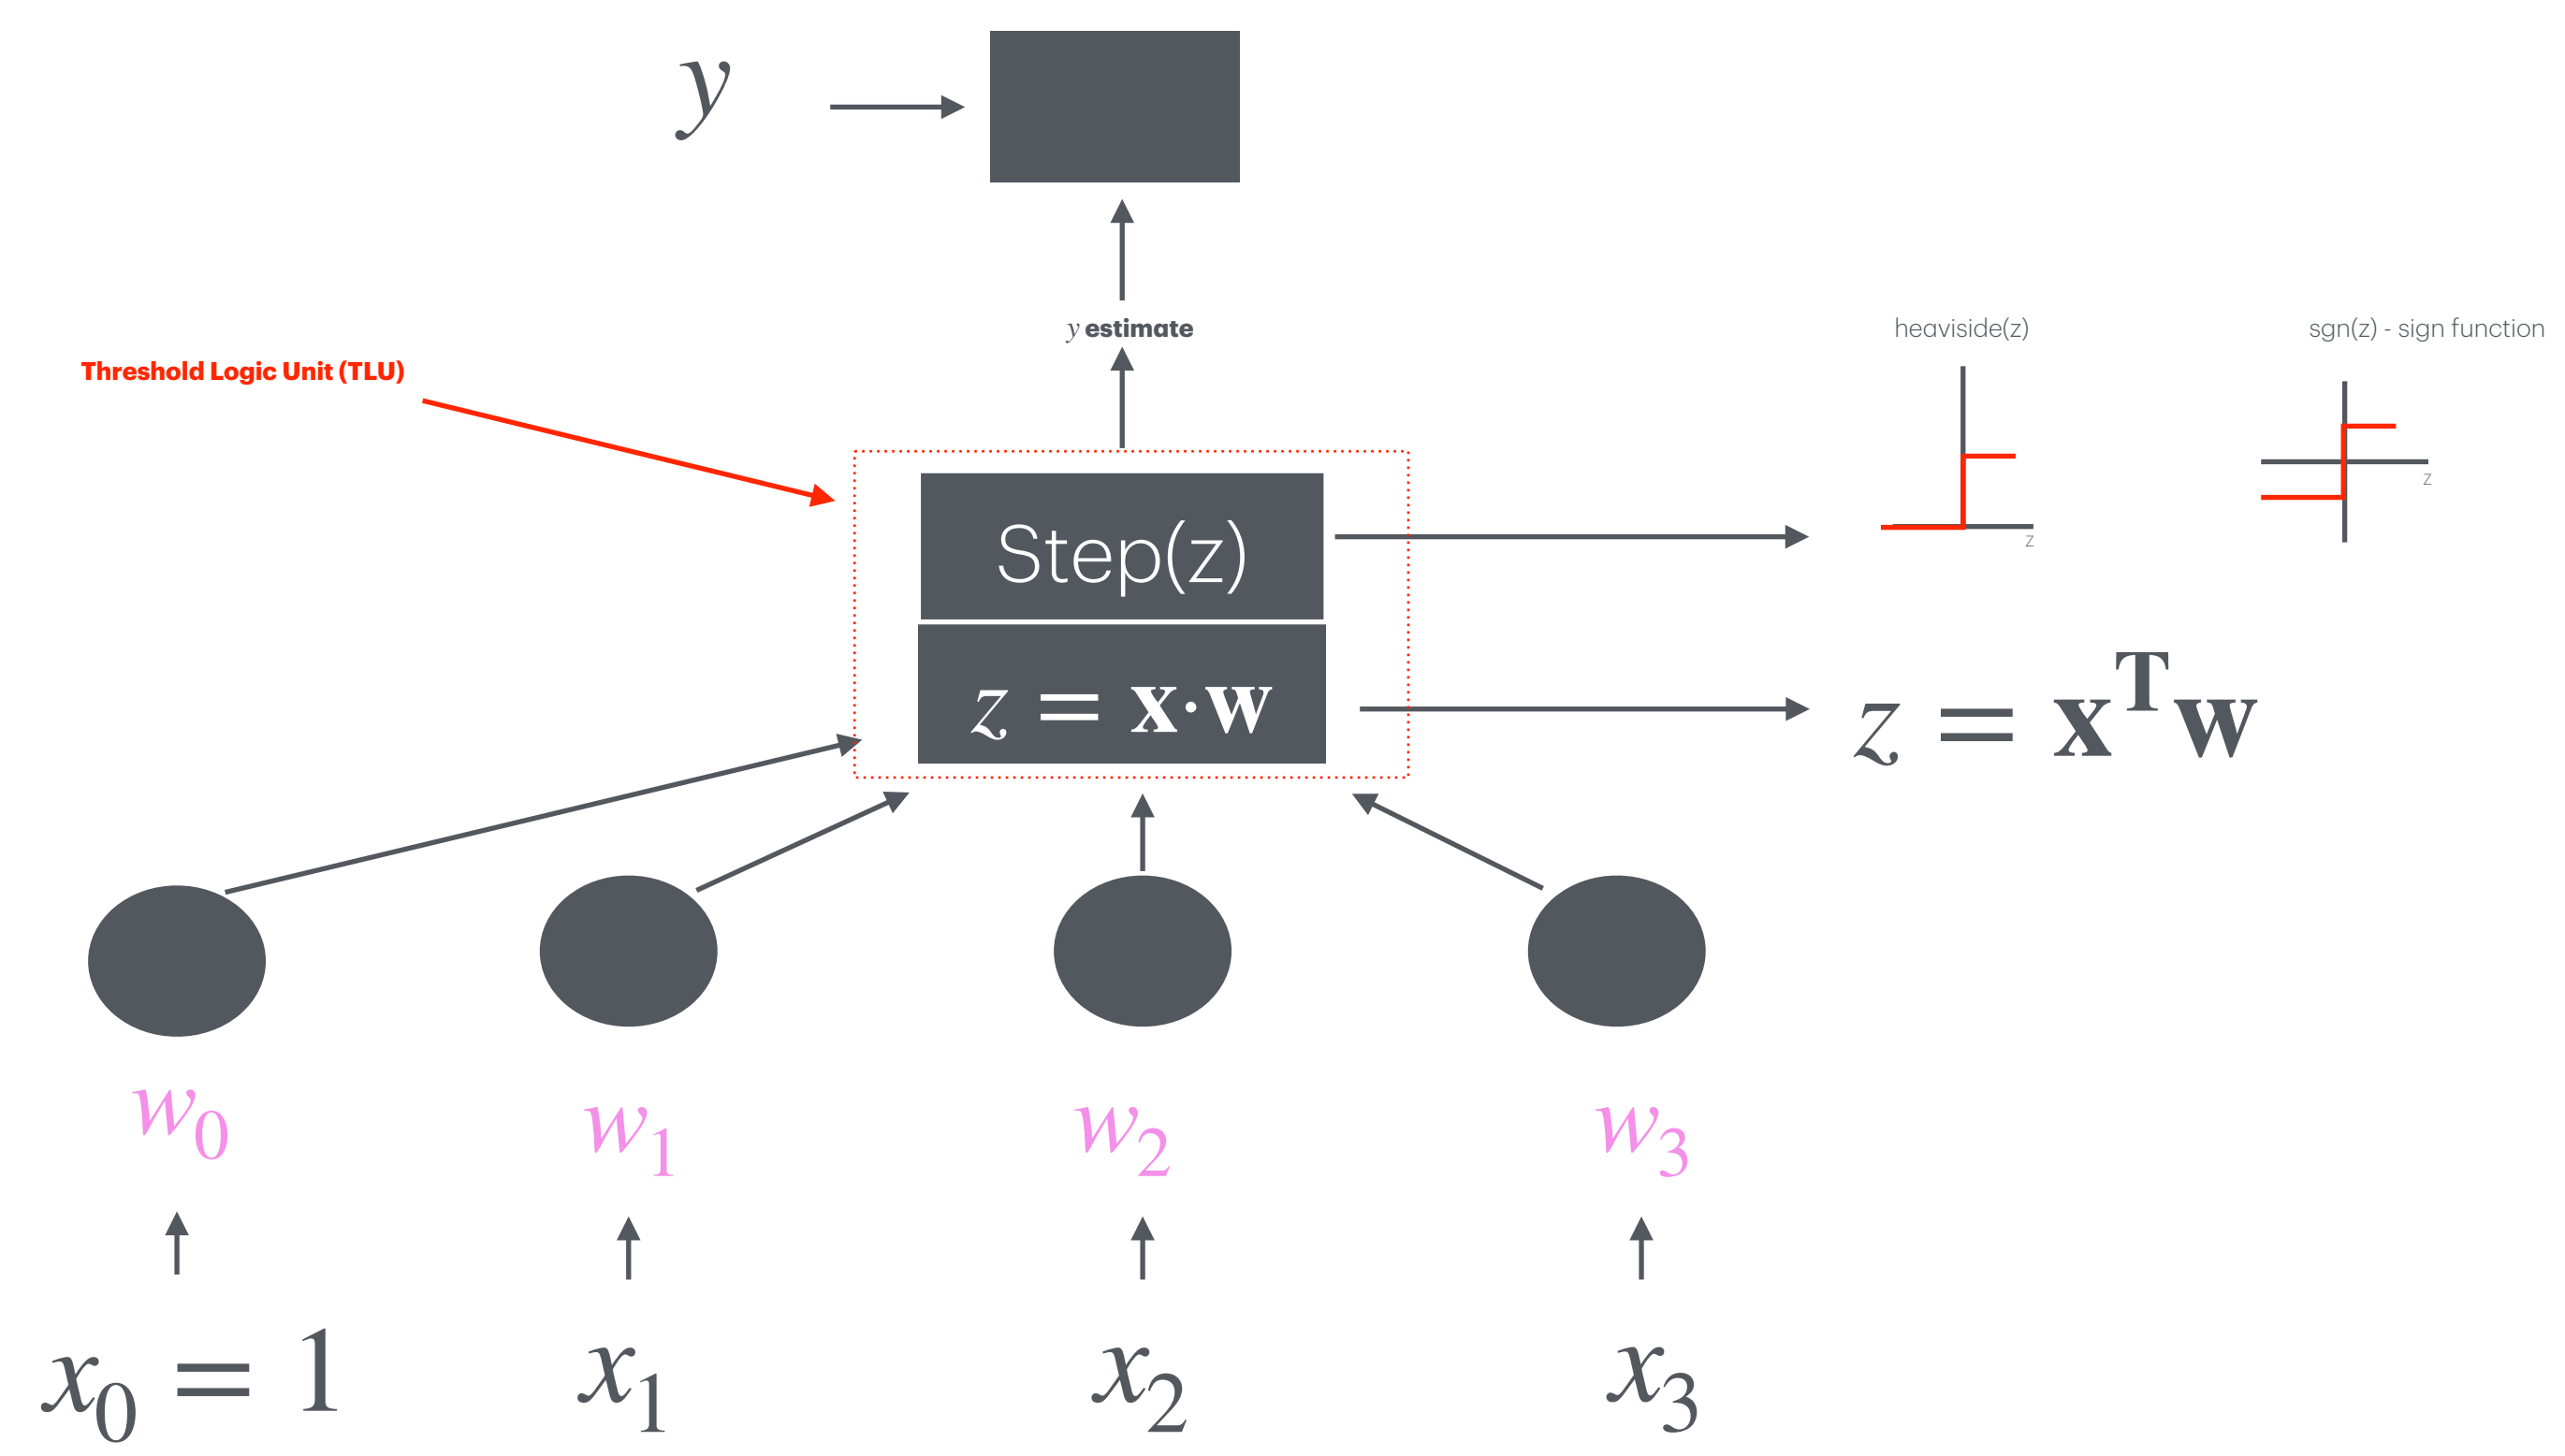 y
y estimate
heaviside(z)
sgn(z) - sign function
Threshold Logic Unit (TLU)
z
z
Step(z)
z = x·w
z = xᵀw
w₀
w₁
w₂
w₃
x₀ = 1
x₁
x₂
x₃